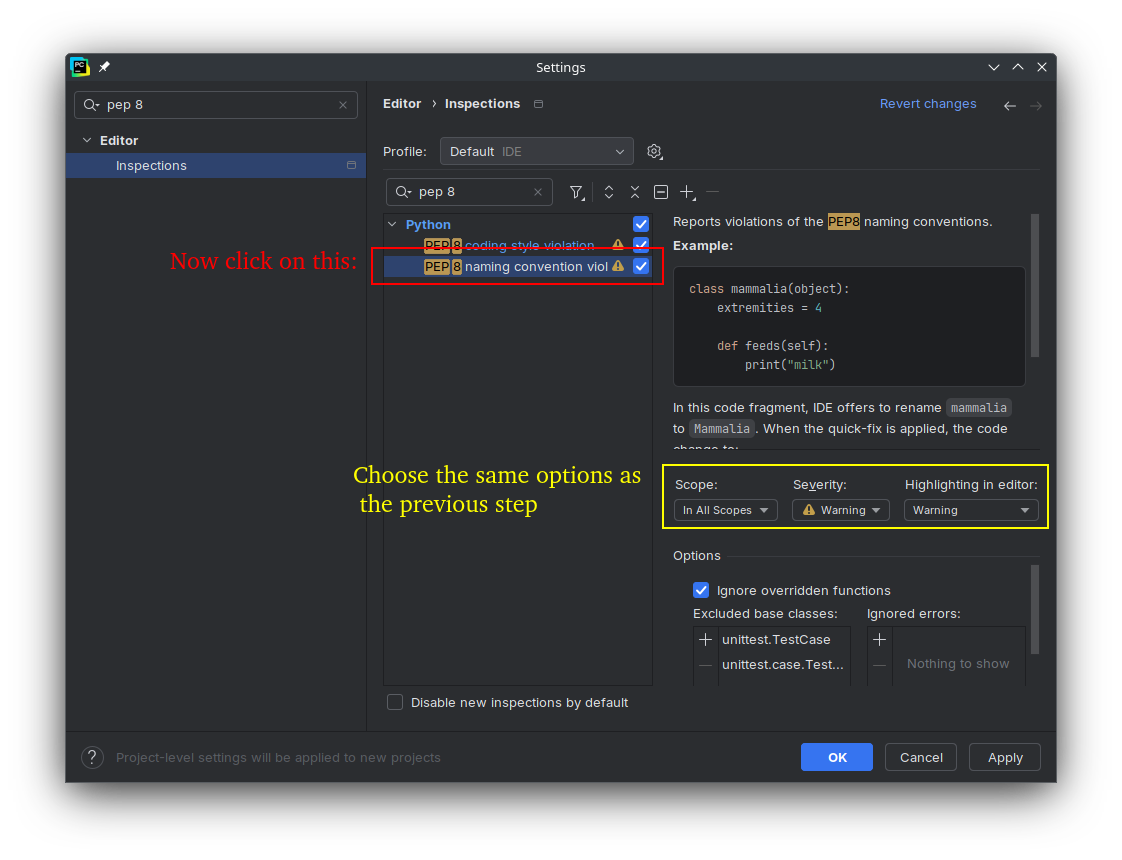 PC
Settings
pep 8
Editor
Inspections
Editor › Inspections
Revert changes
Profile:
Default IDE
pep 8
Python
PEP 8 coding style violation
PEP 8 naming convention viol
Now click on this:
Reports violations of the PEP8 naming conventions.
Example:
class mammalia(object):
extremities = 4
def feeds(self):
print("milk")
In this code fragment, IDE offers to rename mammalia
to Mammalia. When the quick-fix is applied, the code
change to:
Choose the same options as
the previous step
Scope:
Severity:
Highlighting in editor:
In All Scopes
Warning
Warning
Options
Ignore overridden functions
Excluded base classes:
Ignored errors:
unittest.TestCase
unittest.case.Test...
Nothing to show
Disable new inspections by default
? Project-level settings will be applied to new projects
OK
Cancel
Apply